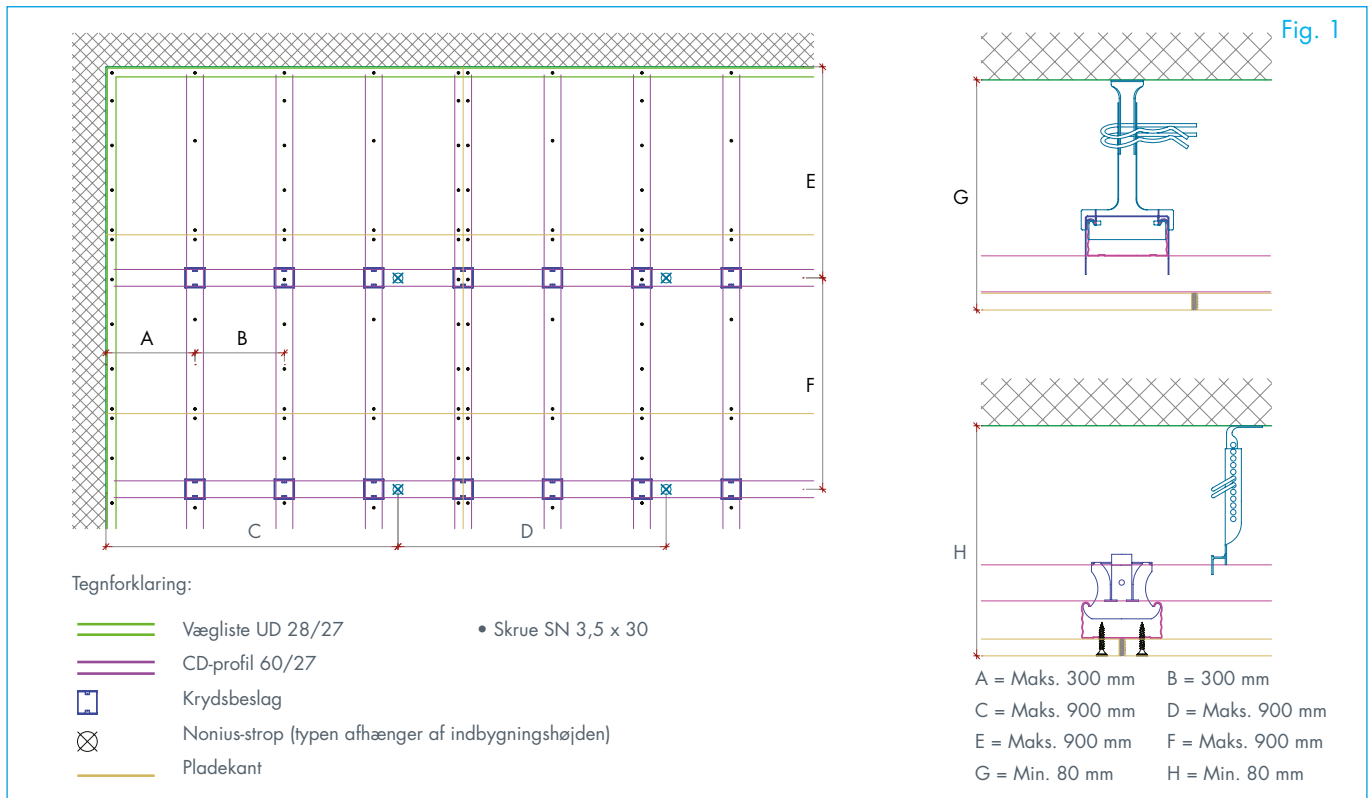 Fig. 1
E
A
B
F
C
D
G
H
Tegnforklaring:
Vægliste UD 28/27
• Skrue SN 3,5 x 30
CD-profil 60/27
Krydsbeslag
Nonius-strop (typen afhænger af indbygningshøjden)
Pladekant
A = Maks. 300 mm B = 300 mm
C = Maks. 900 mm D = Maks. 900 mm
E = Maks. 900 mm F = Maks. 900 mm
G = Min. 80 mm H = Min. 80 mm